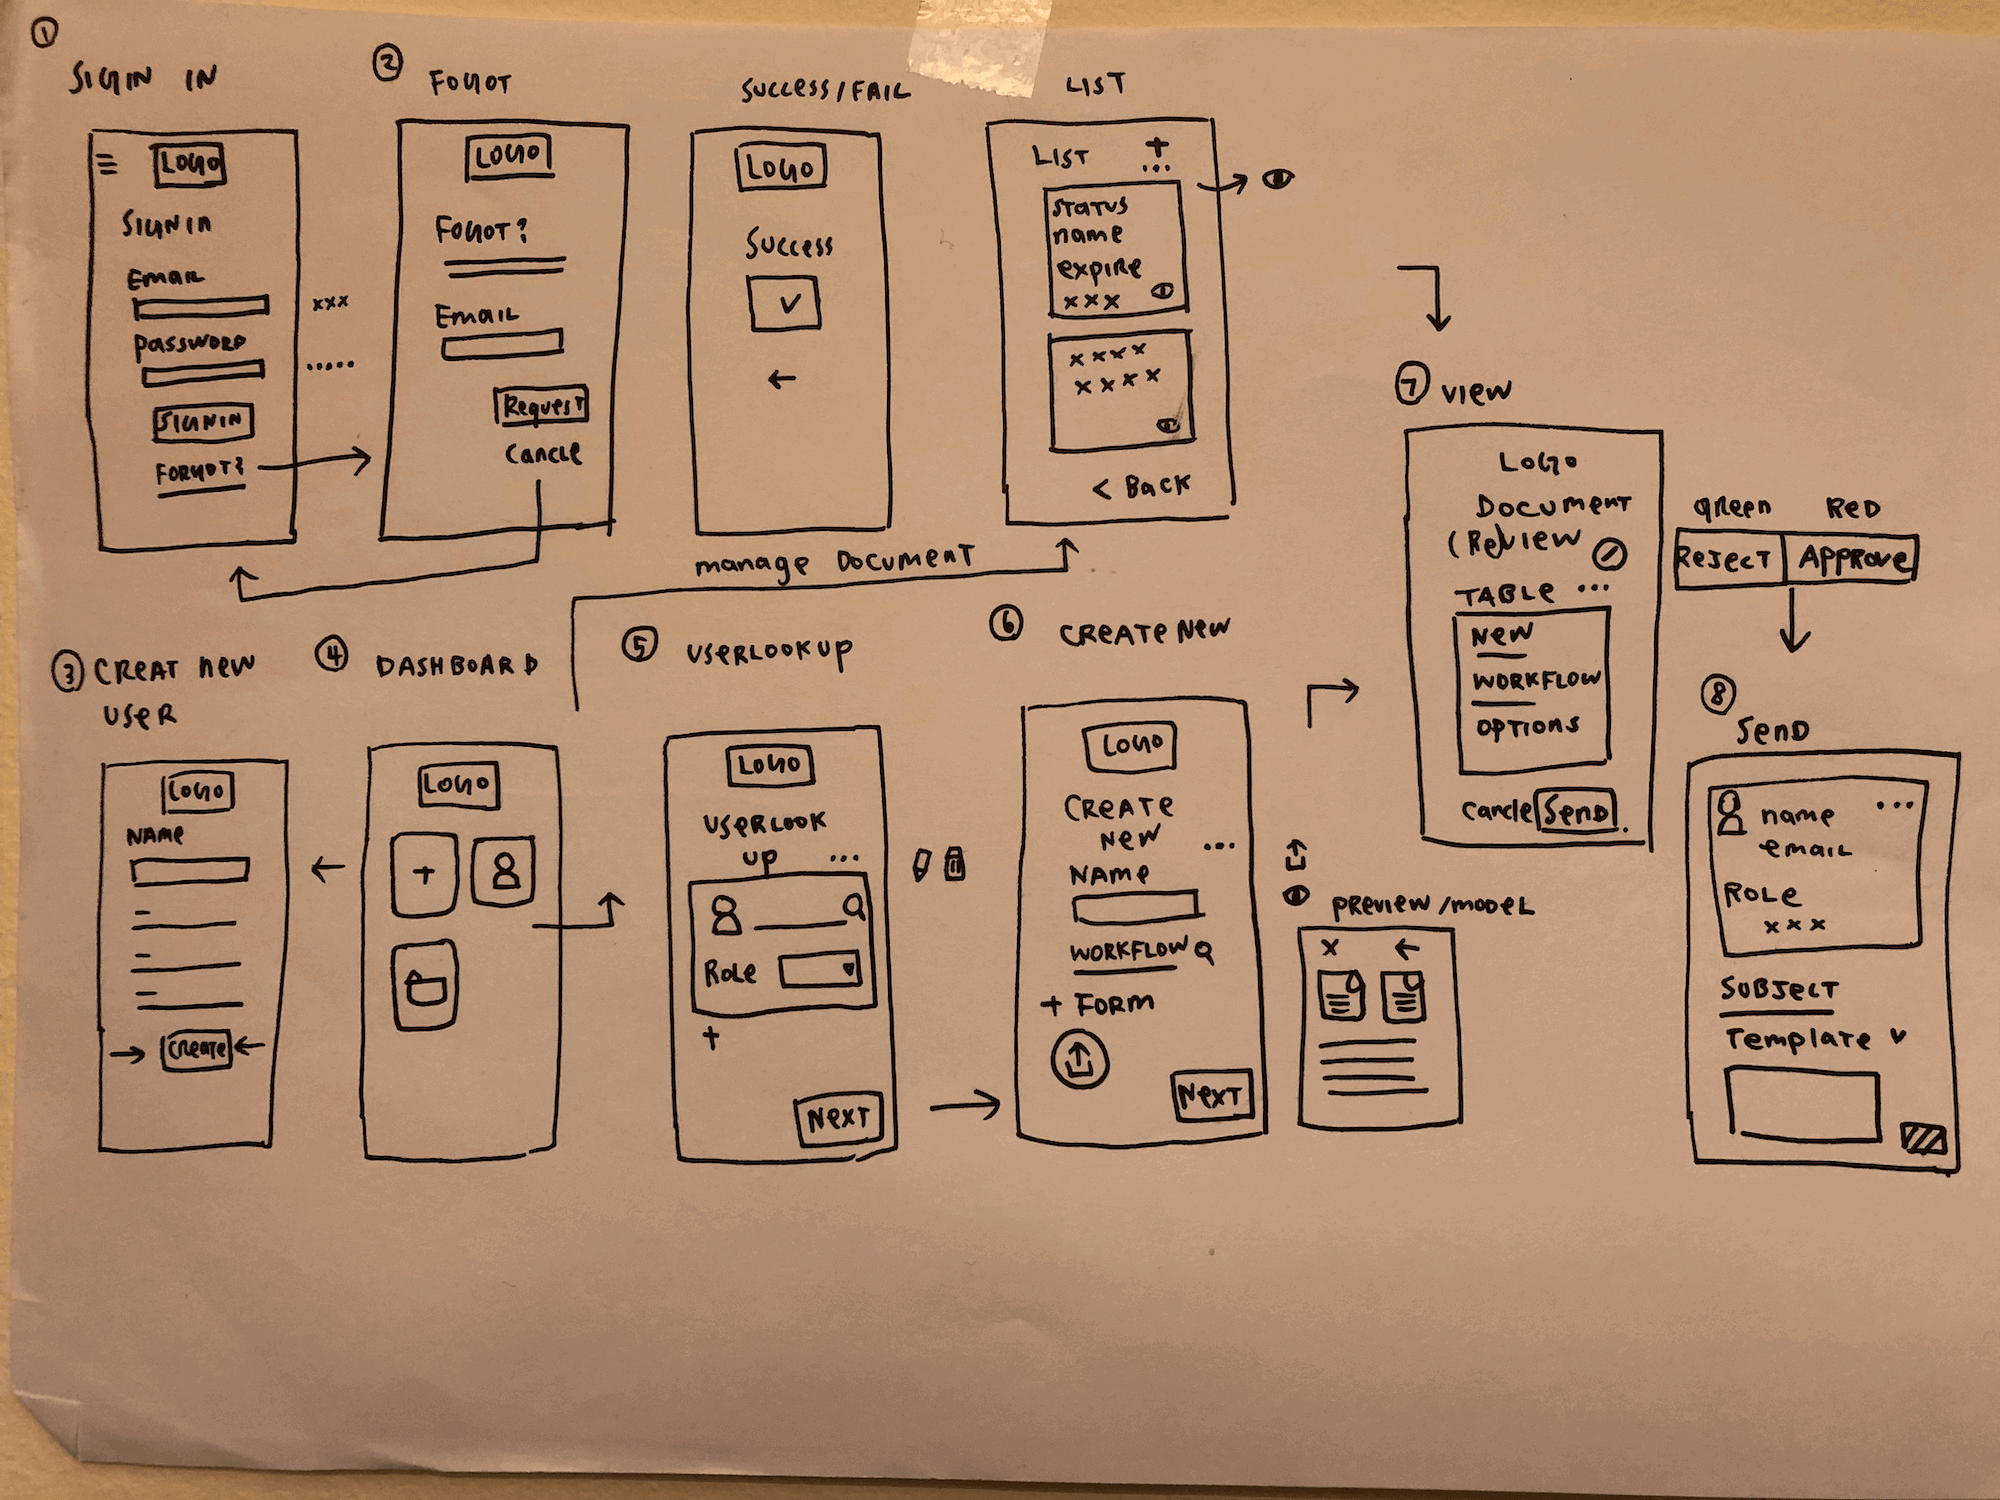 1
SIGIN IN
LOGO
SIGNIN
EMAIL
xxx
PASSWORD
.....
SIGNIN
FORGOT?
2
FOGOT
LOGO
FOGOT?
EMAIL
Request
Cancle
SUCCESS/FAIL
LOGO
SUCCESS
LIST
LIST +
...
STATUS
name
expire
xxx
xxxx
xxxx
< BACK
manage DOCUMENT
3 CREAT new
USER
LOGO
NAME
CREATE
4 DASHBOARD
LOGO
+
5 USERLOOKUP
LOGO
USERLOOK
UP ...
ROLE
+
NEXT
6 CREATE NEW
LOGO
CREATE
NEW
...
NAME
WORKFLOW
+ FORM
NEXT
PREVIEW/MODEL
X
7 VIEW
LOGO
DOCUMENT
(Re)VIEW
TABLE ...
NEW
WORKFLOW
OPTIONS
Cancle SEND
green RED
REJECT APPROVE
8
SEND
name ...
email
ROLE
xxx
SUBJECT
Template